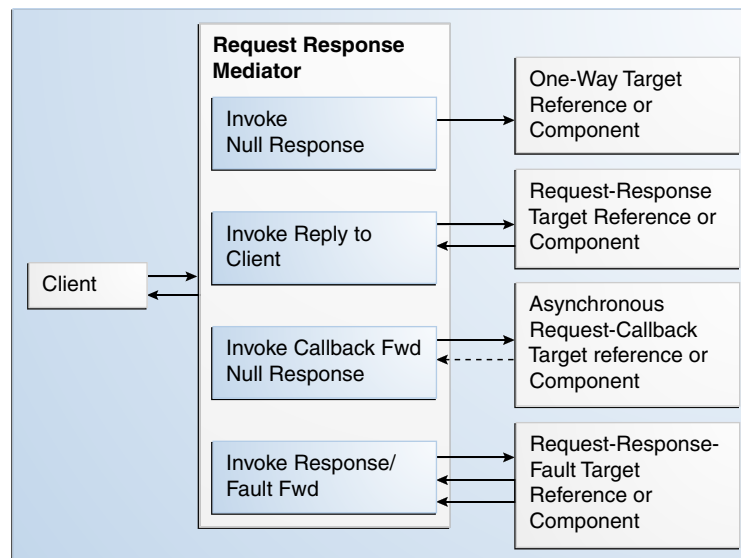 Request Response
Mediator
Invoke
Null Response
One-Way Target
Reference or
Component
Invoke Reply to
Client
Request-Response
Target Reference or
Component
Client
Invoke Callback Fwd
Null Response
Asynchronous
Request-Callback
Target reference or
Component
Invoke Response/
Fault Fwd
Request-Response-
Fault Target
Reference or
Component